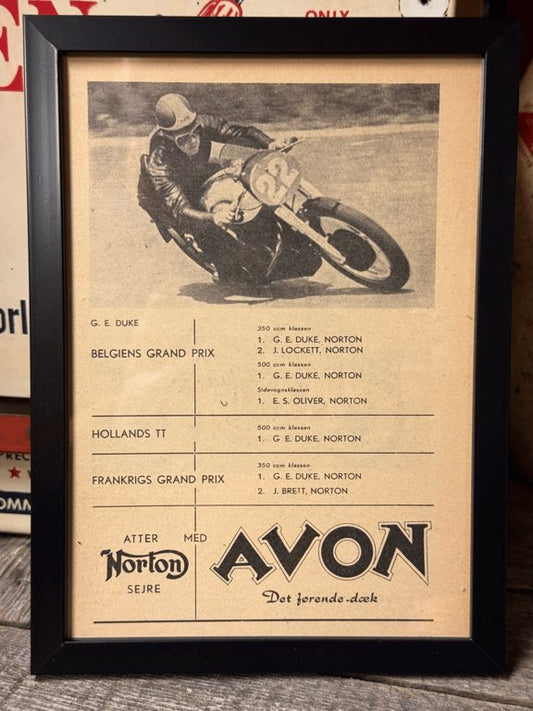 ONLY
22
G. E. DUKE
BELGIENS GRAND PRIX
350 ccm klassen
1. G. E. DUKE, NORTON
2. J. LOCKETT, NORTON
500 ccm klassen
1. G. E. DUKE, NORTON
Sidevognsklassen
1. E. S. OLIVER, NORTON
HOLLANDS TT
500 ccm klassen
1. G E. DUKE, NORTON
FRANKRIGS GRAND PRIX
350 ccm klassen
1. G. E. DUKE, NORTON
2. J. BRETT, NORTON
ATTER MED
Norton
SEJRE
AVON
Det førende-dæk